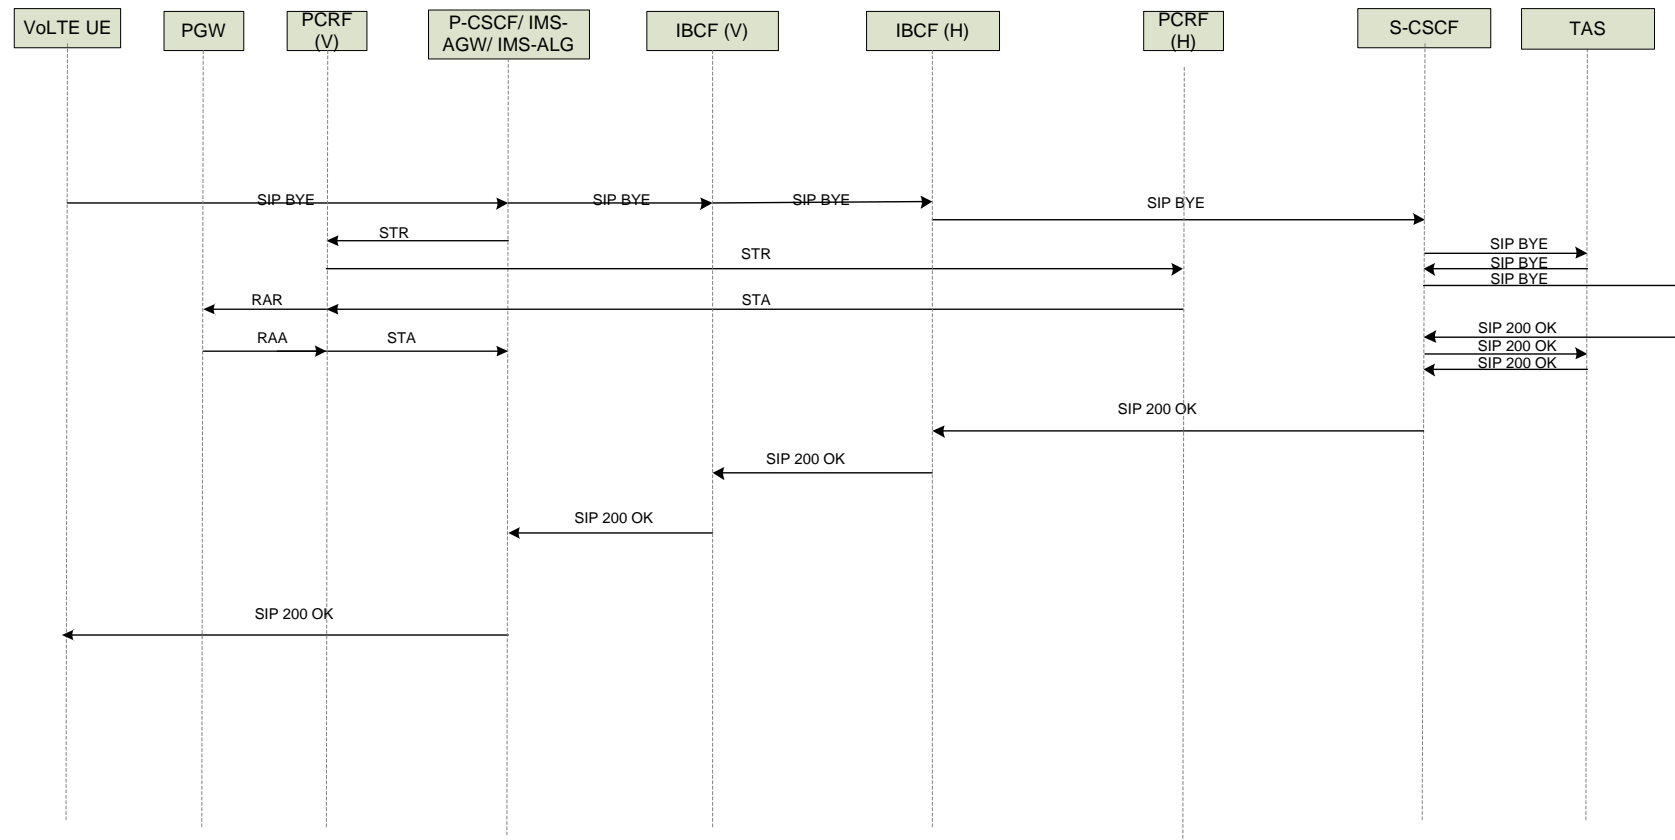 VoLTE UE
PGW
PCRF
(V)
P-CSCF/ IMS-
AGW/ IMS-ALG
IBCF (V)
IBCF (H)
PCRF
(H)
S-CSCF
TAS
SIP BYE
SIP BYE
SIP BYE
SIP BYE
STR
SIP BYE
STR
SIP BYE
SIP BYE
RAR
STA
SIP 200 OK
RAA
STA
SIP 200 OK
SIP 200 OK
SIP 200 OK
SIP 200 OK
SIP 200 OK
SIP 200 OK